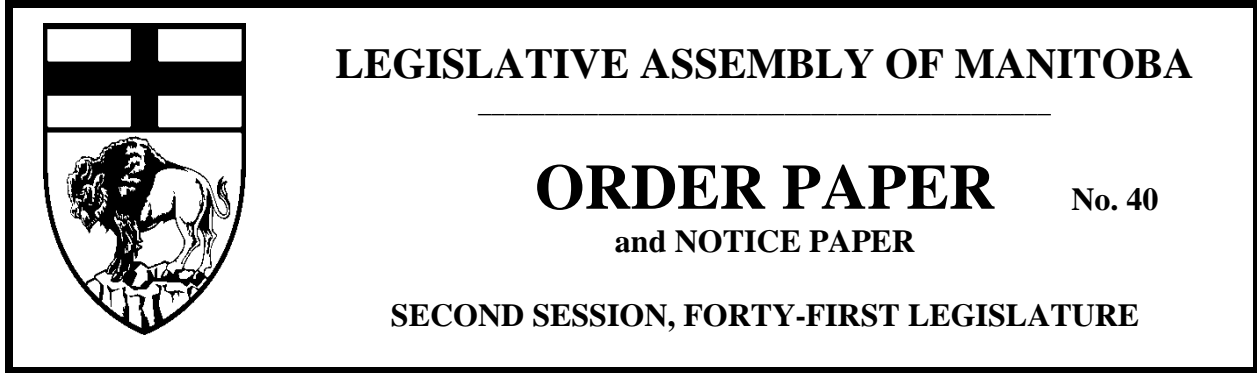 LEGISLATIVE ASSEMBLY OF MANITOBA
ORDER PAPER No. 40
and NOTICE PAPER
SECOND SESSION, FORTY-FIRST LEGISLATURE